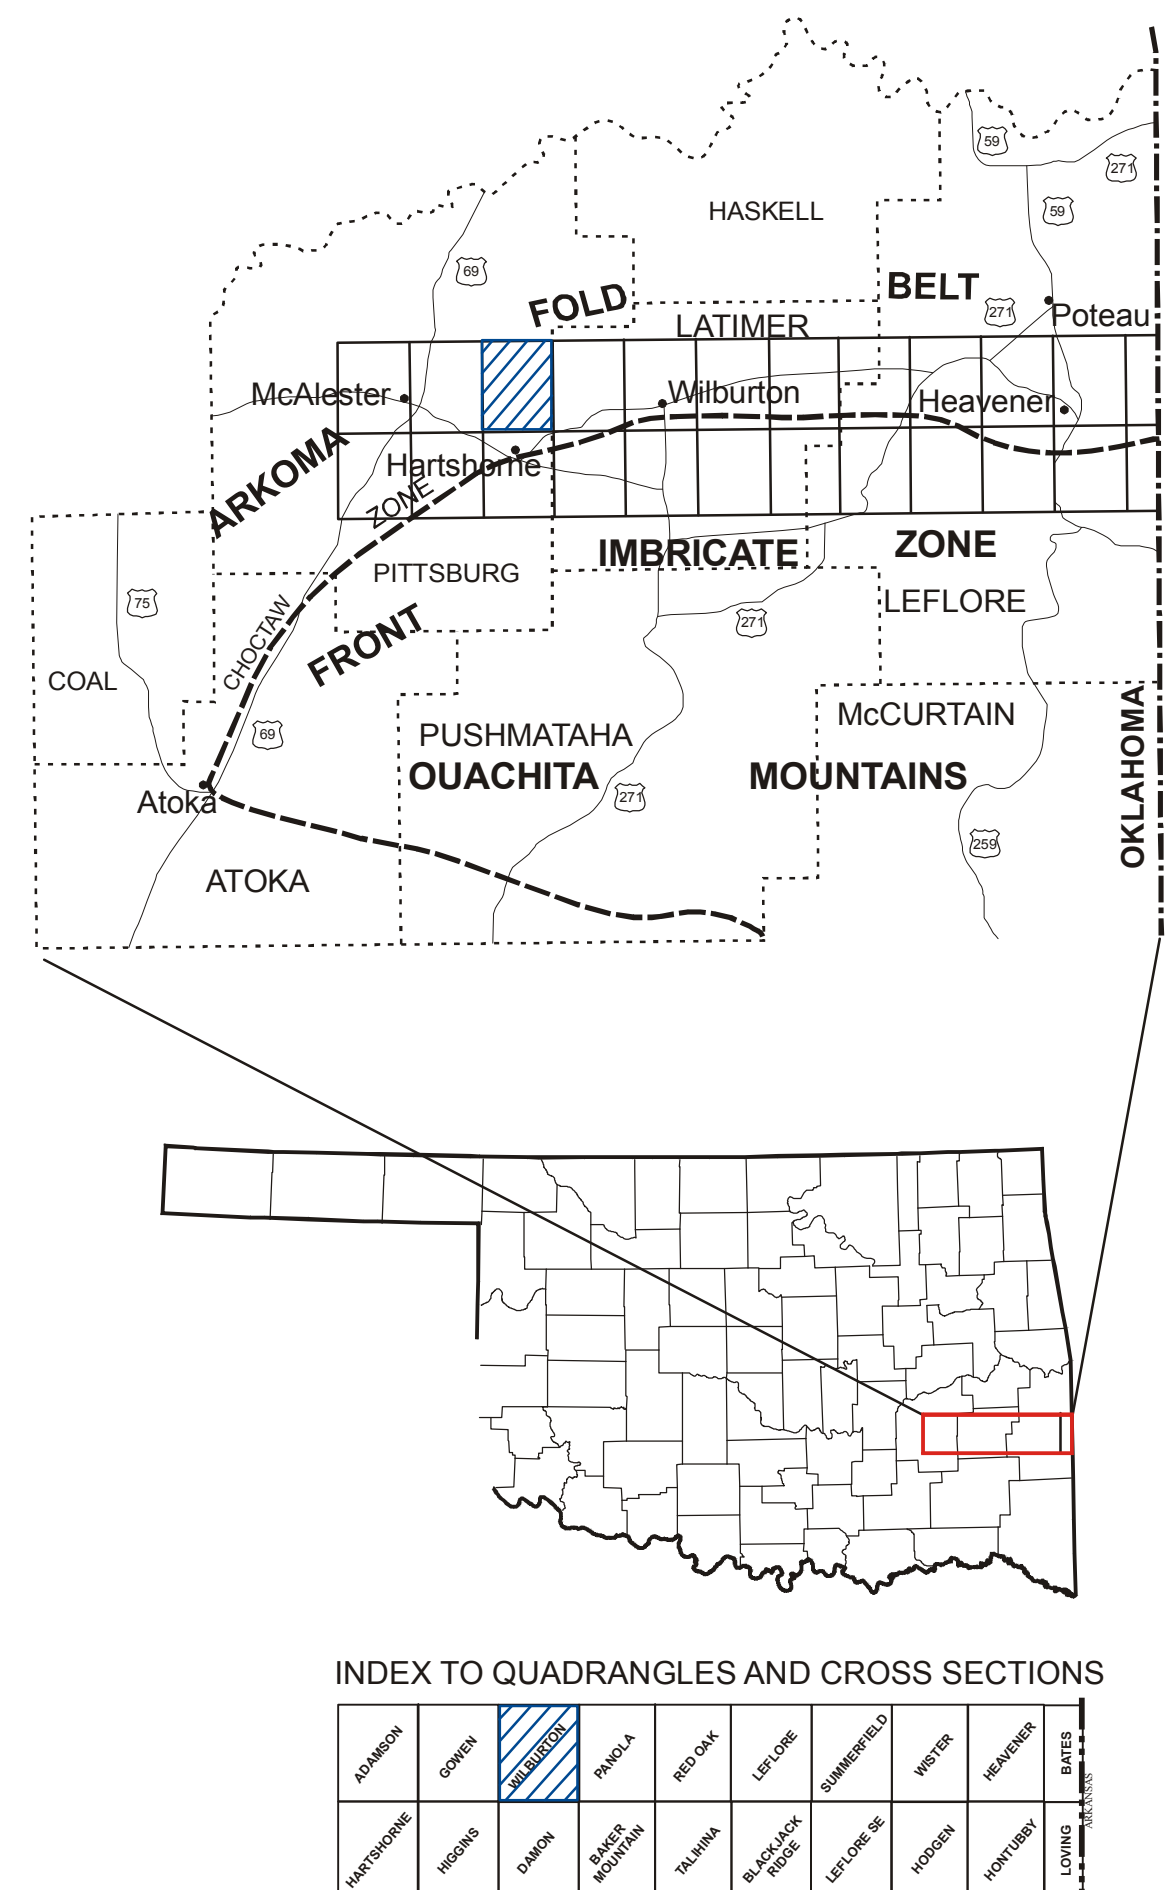 59
271
HASKELL
59
69
BELT
FOLD
271
Poteau
LATIMER
McAlester
Wilburton
Heavener
ARKOMA
Hartshorne
ZONE
IMBRICATE
ZONE
PITTSBURG
75
LEFLORE
271
CHOCTAW
FRONT
COAL
McCURTAIN
69
PUSHMATAHA
OUACHITA
MOUNTAINS
OKLAHOMA
271
Atoka
259
ATOKA
INDEX TO QUADRANGLES AND CROSS SECTIONS
ADAMSON
GOWEN
WILBURTON
PANOLA
RED OAK
LEFLORE
SUMMERFIELD
WISTER
HEAVENER
BATES
ARKANSAS
HARTSHORNE
HIGGINS
DAMON
BAKER
MOUNTAIN
TALIHINA
BLACKJACK
RIDGE
LEFLORE SE
HODGEN
HONTUBBY
LOVING